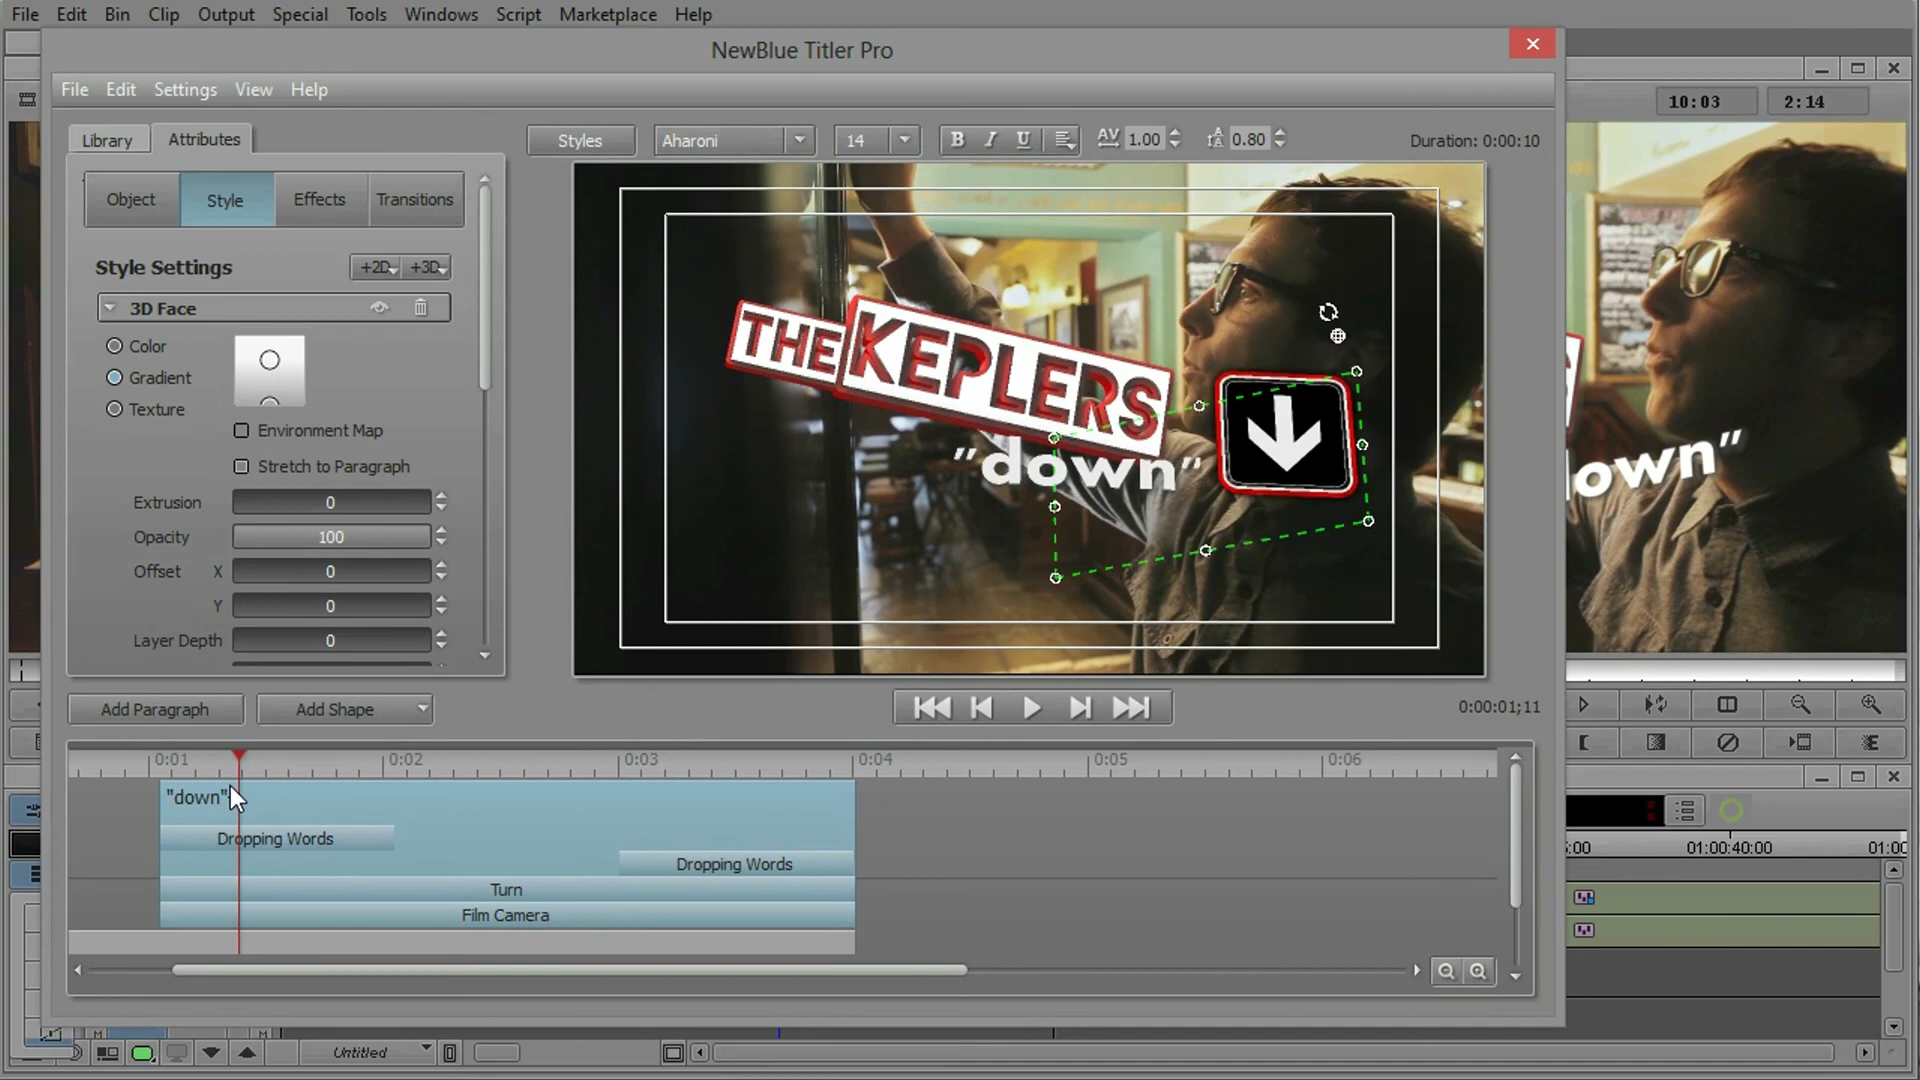 File Edit Bin Clip Output Special Tools Windows Script Marketplace Help
NewBlue Titler Pro
File Edit Settings View Help
10:03 2:14
Library Attributes
Styles Aharoni 14 B I U AV 1.00 A 0.80 Duration: 0:00:10
Object Style Effects Transitions
Style Settings +2D +3D
3D Face
Color
Gradient
Texture
Environment Map
Stretch to Paragraph
Extrusion 0
Opacity 100
Offset X 0
Y 0
Layer Depth 0
THE KEPLERS
"down"
own"
Add Paragraph Add Shape 0:00:01;11
0:01 0:02 0:03 0:04 0:05 0:06
"down"
Dropping Words
Dropping Words
Turn
Film Camera
:00 01:00:40:00 01:00
M M
Untitled